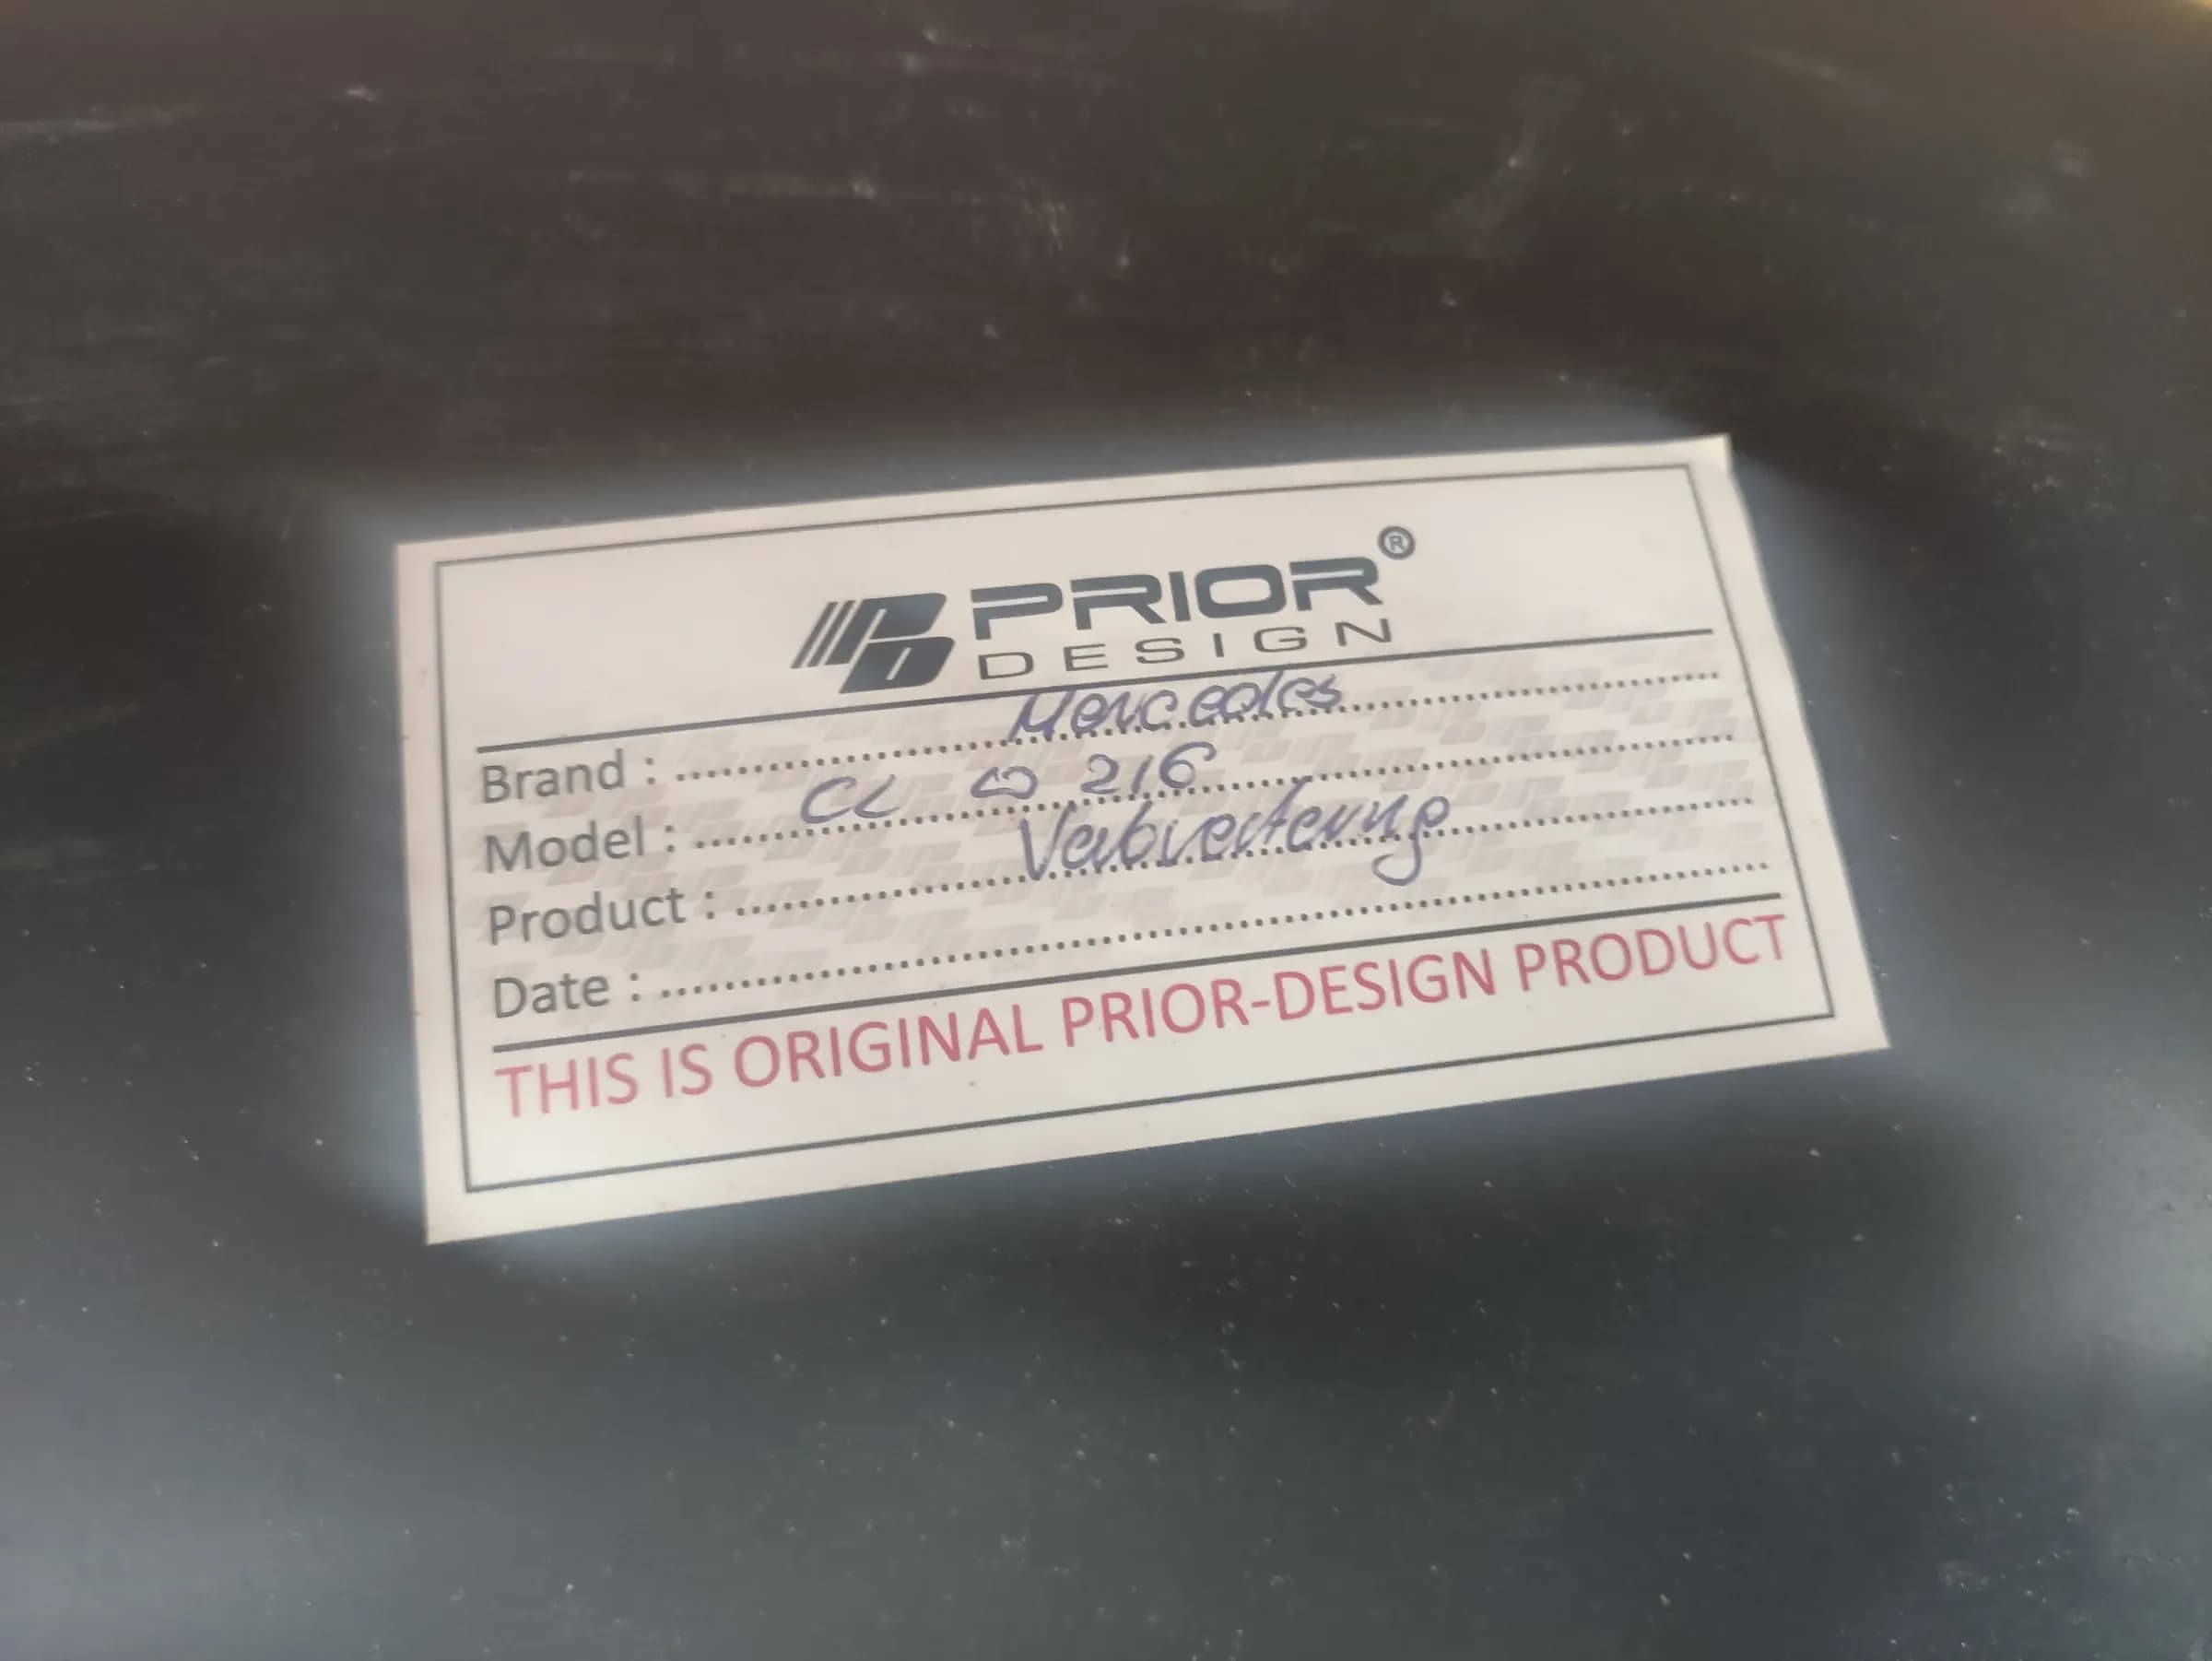 PRIOR®
DESIGN
Brand : Mercedes
Model : CL W 216
Product : Verbreiterung
Date :
THIS IS ORIGINAL PRIOR-DESIGN PRODUCT